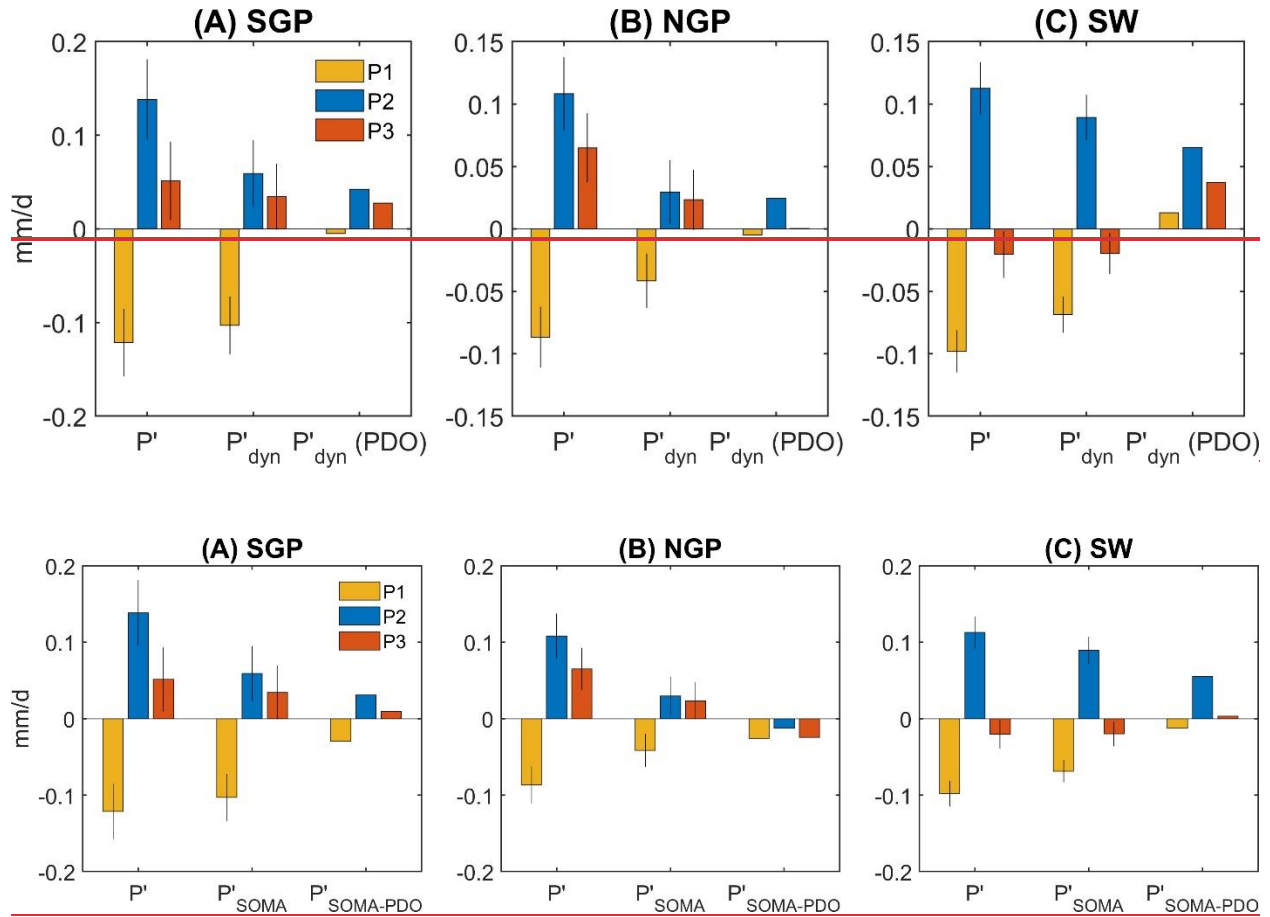 (A) SGP (B) NGP (C) SW
0.2 0.15 0.15
P1
P2
P3
0.1 0.1 0.1
0.05 0.05
0 0 0
-0.05 -0.05
-0.1 -0.1 -0.1
-0.2 -0.15 -0.15
mm/d
P' P'dyn P'dyn (PDO) P' P'dyn P'dyn (PDO) P' P'dyn P'dyn (PDO)
(A) SGP (B) NGP (C) SW
0.2 0.2 0.2
P1
P2
P3
0.1 0.1 0.1
0 0 0
-0.1 -0.1 -0.1
-0.2 -0.2 -0.2
mm/d
P' P'SOMA P'SOMA-PDO P' P'SOMA P'SOMA-PDO P' P'SOMA P'SOMA-PDO